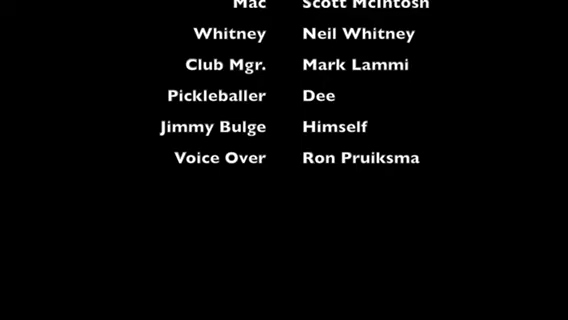 Mac Scott McIntosh
Whitney Neil Whitney
Club Mgr. Mark Lammi
Pickleballer Dee
Jimmy Bulge Himself
Voice Over Ron Pruiksma